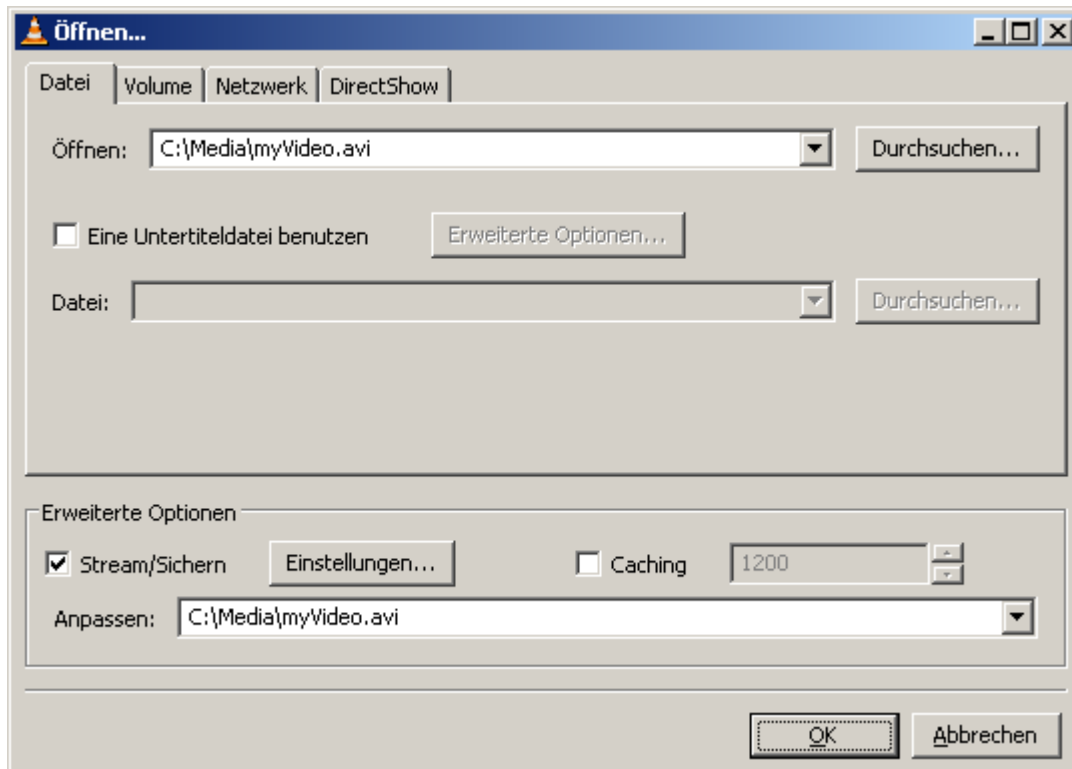 Öffnen...
Datei Volume Netzwerk DirectShow
Öffnen: C:\Media\myVideo.avi Durchsuchen...
Eine Untertiteldatei benutzen Erweiterte Optionen...
Datei: Durchsuchen...
Erweiterte Optionen
Stream/Sichern Einstellungen... Caching 1200
Anpassen: C:\Media\myVideo.avi
OK Abbrechen